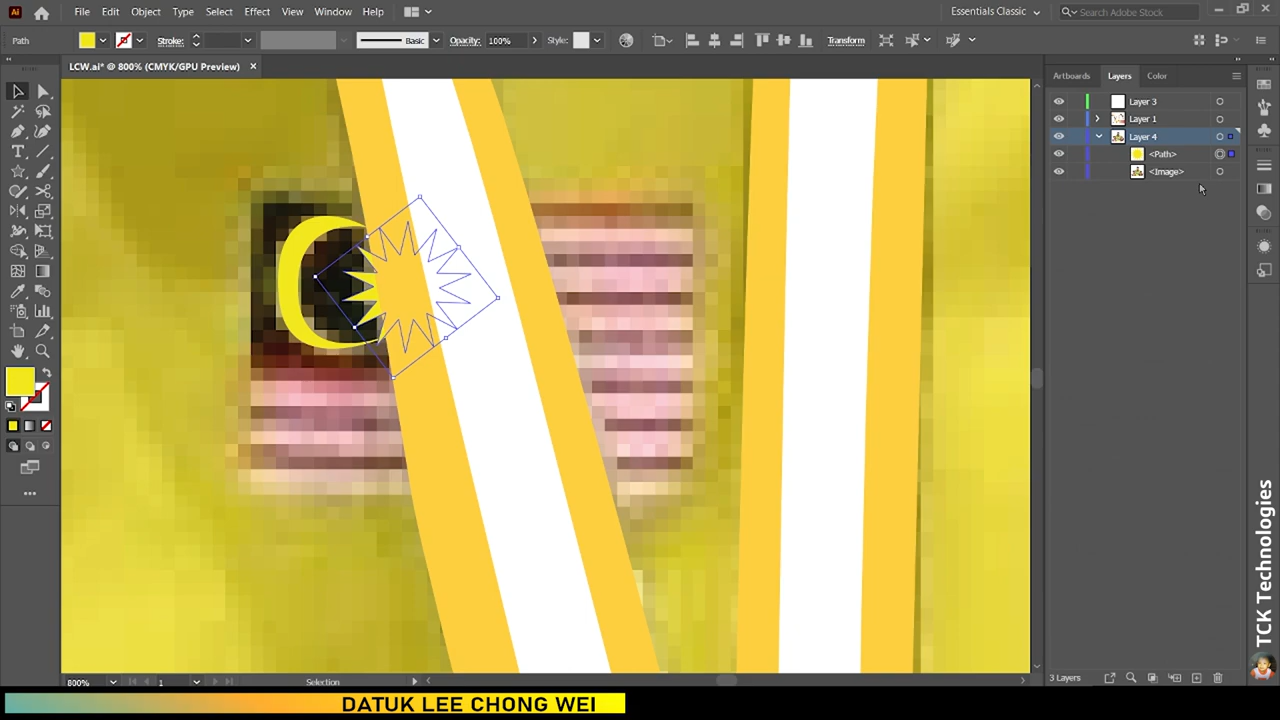 Ai
File Edit Object Type Select Effect View Window Help
Essentials Classic
Search Adobe Stock
Path
Stroke:
Basic
Opacity: 100%
Style:
Transform
LCW.ai* @ 800% (CMYK/GPU Preview)
Artboards Layers Color
Layer 3
Layer 1
Layer 4
<Path>
<Image>
3 Layers
800%
1
Selection
DATUK LEE CHONG WEI
TCK Technologies